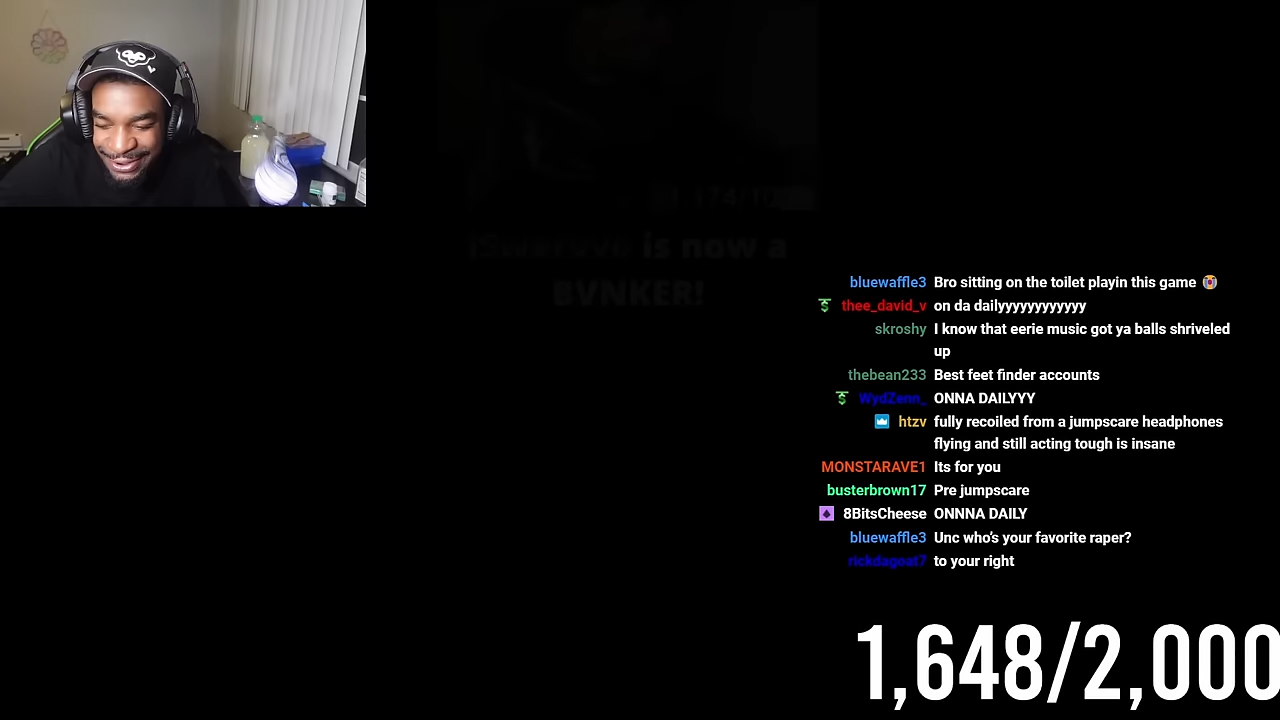 is now a
BVNKER!
bluewaffle3 Bro sitting on the toilet playin this game
thee_david_v on da dailyyyyyyyyyyyy
skroshy I know that eerie music got ya balls shriveled
up
thebean233 Best feet finder accounts
WydZenn_ ONNA DAILYYY
htzv fully recoiled from a jumpscare headphones
flying and still acting tough is insane
MONSTARAVE1 Its for you
busterbrown17 Pre jumpscare
8BitsCheese ONNNA DAILY
bluewaffle3 Unc who's your favorite raper?
rickdagoat7 to your right
1,648/2,000